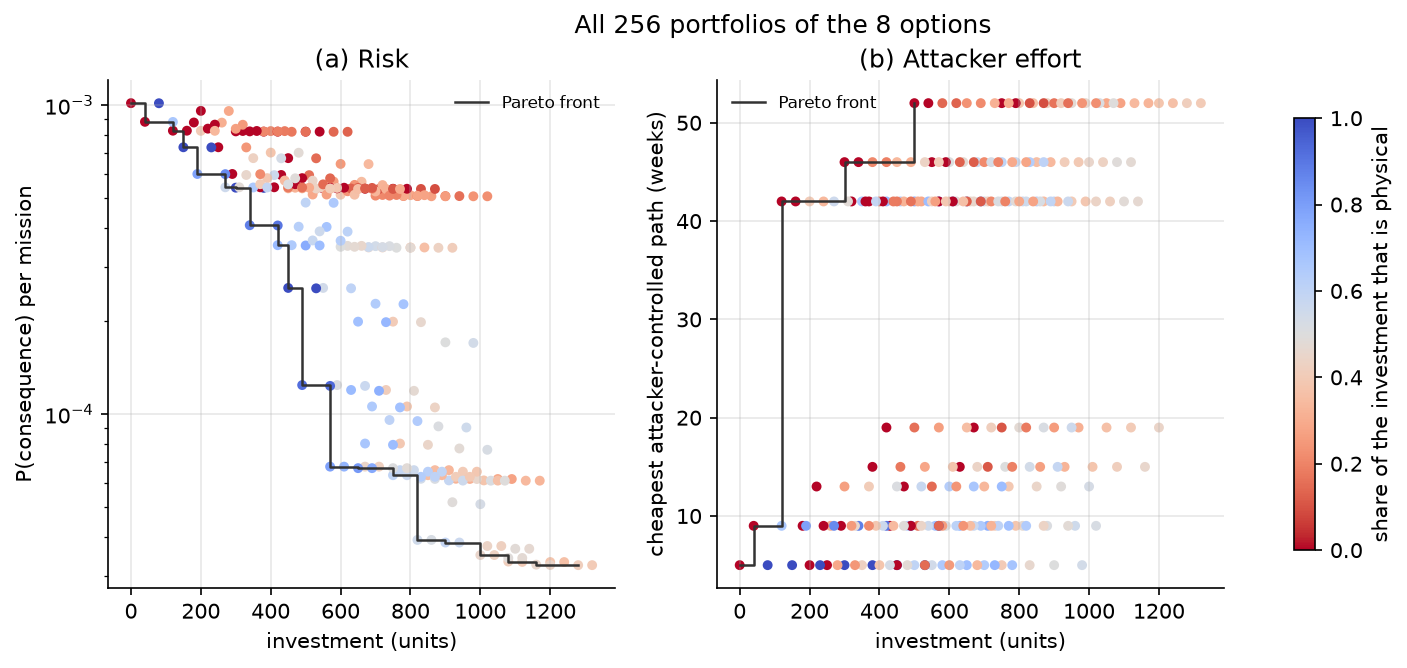 All 256 portfolios of the 8 options
(a) Risk
Pareto front
10⁻³
10⁻⁴
P(consequence) per mission
0 200 400 600 800 1000 1200
investment (units)
(b) Attacker effort
Pareto front
50
40
30
20
10
cheapest attacker-controlled path (weeks)
0 200 400 600 800 1000 1200
investment (units)
1.0
0.8
0.6
0.4
0.2
0.0
share of the investment that is physical